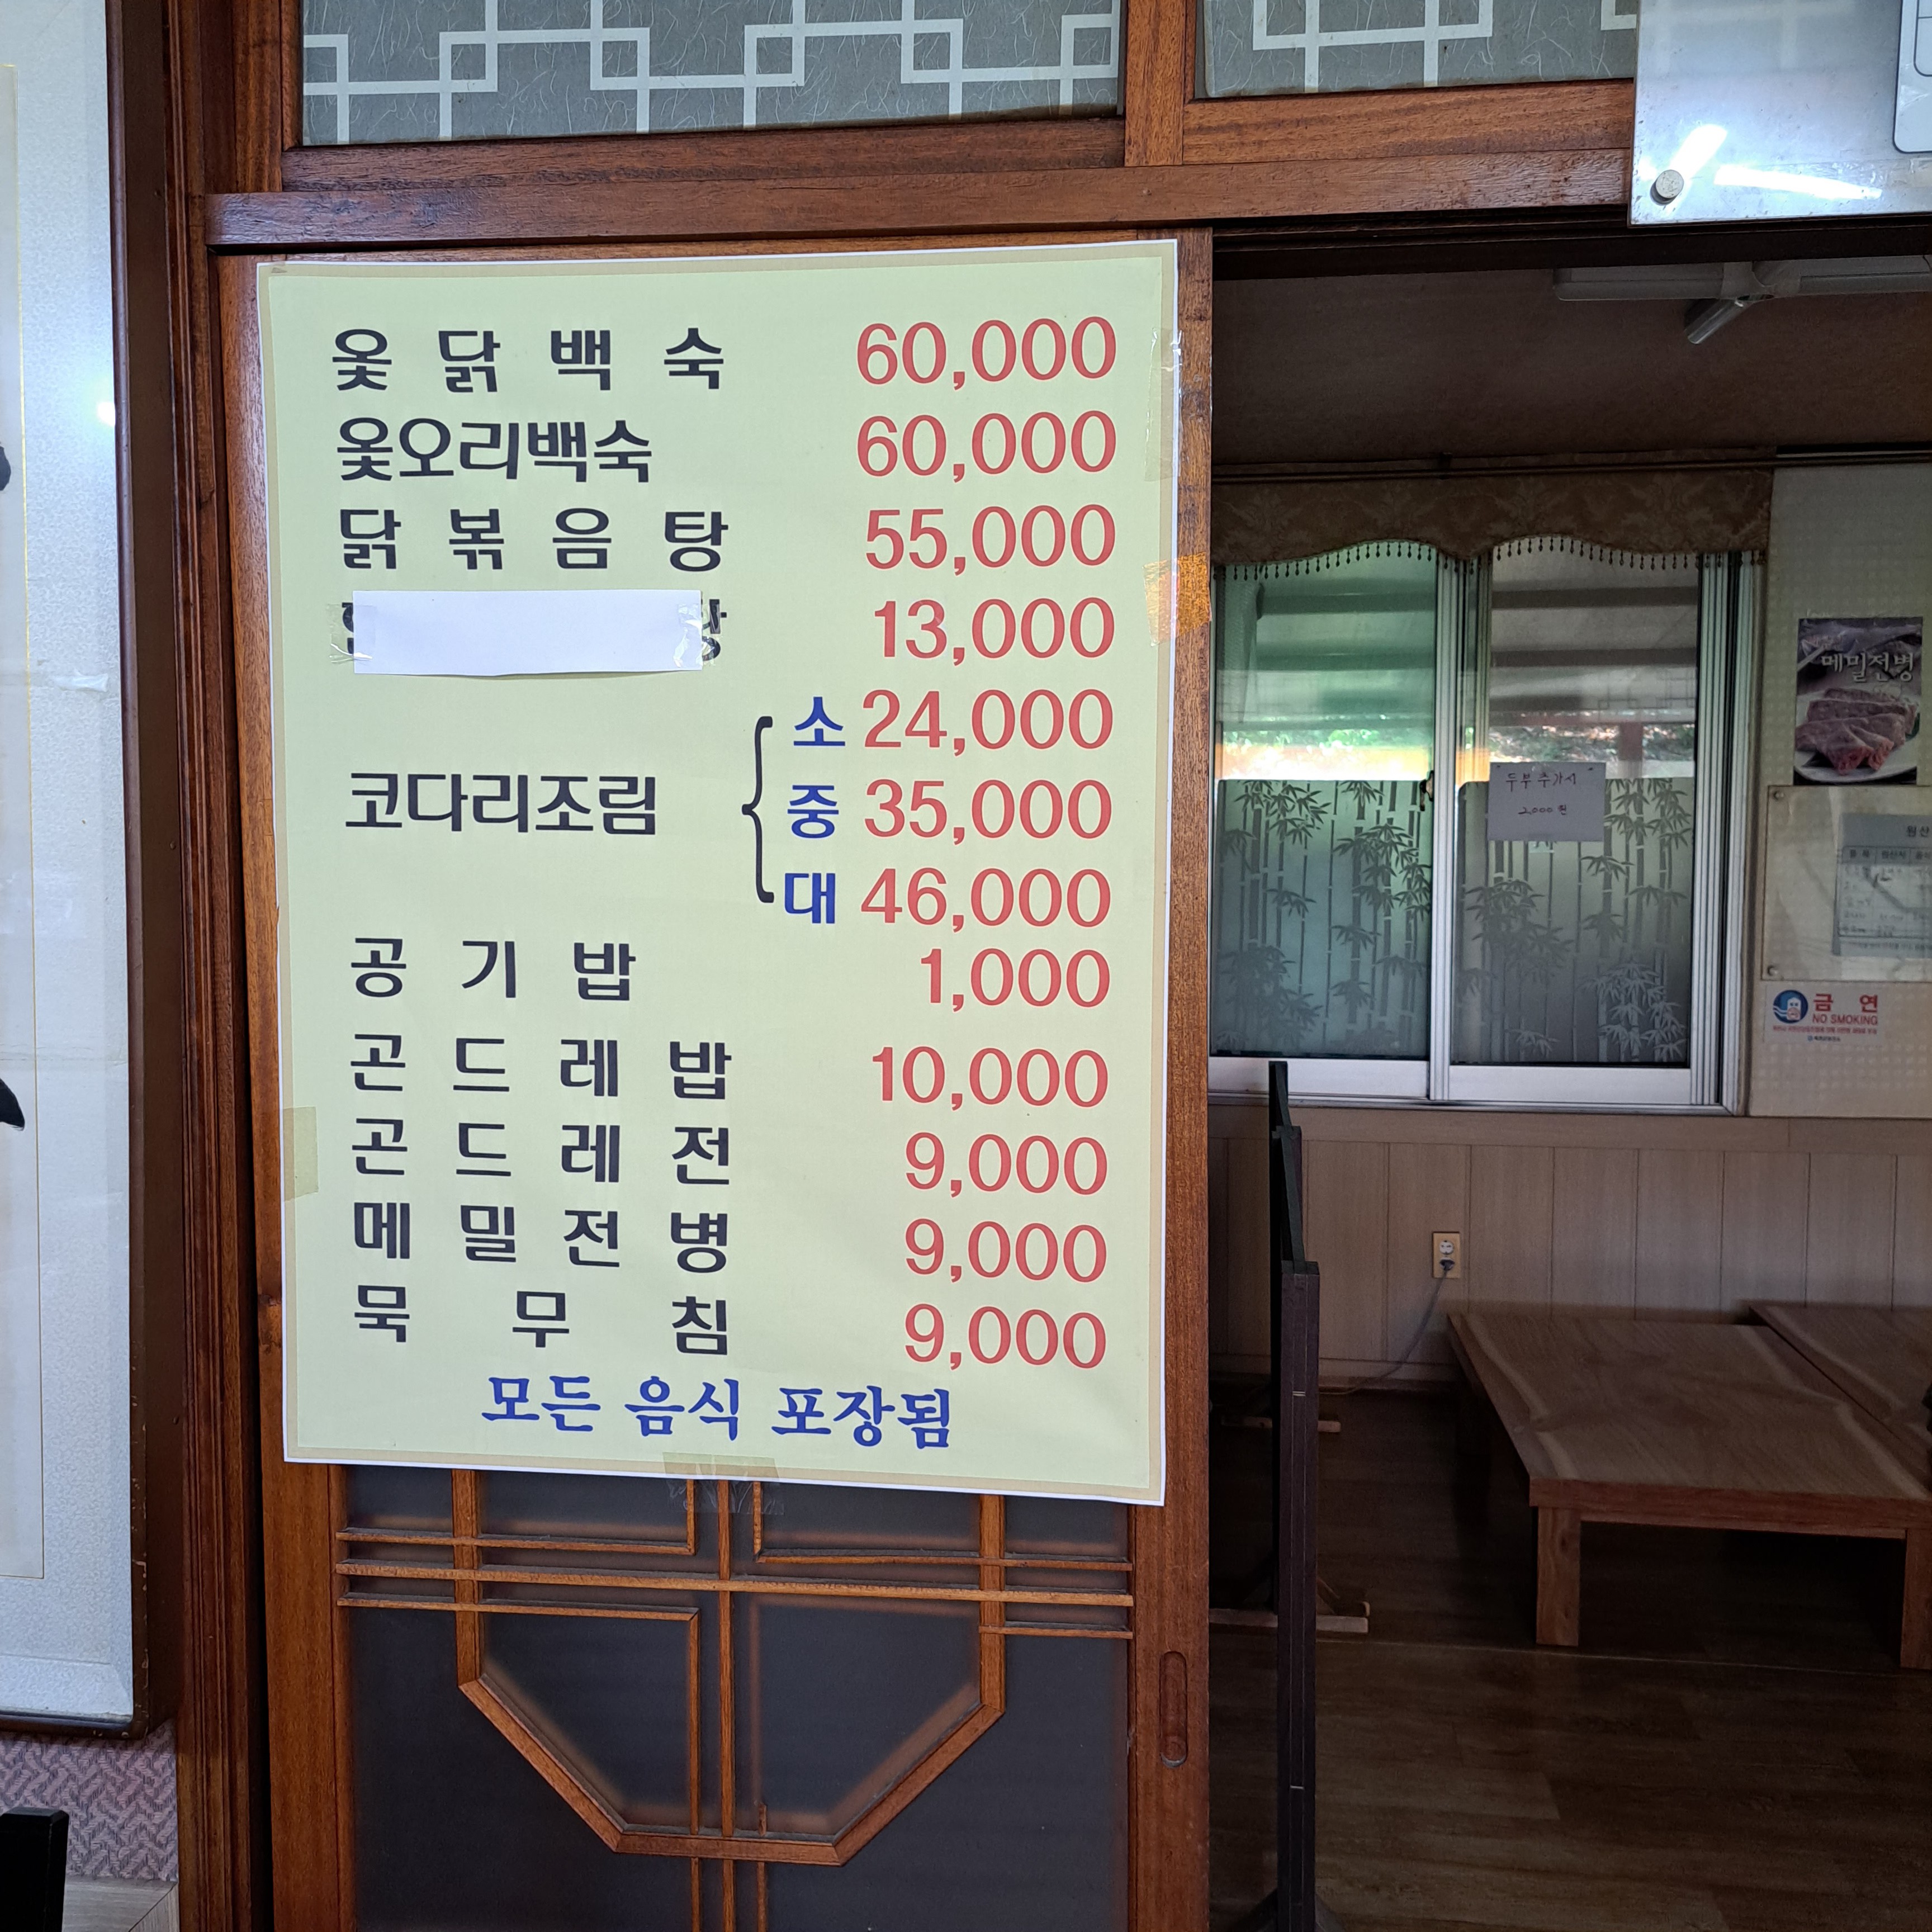 옻닭백숙 60,000
옻오리백숙 60,000
닭볶음탕 55,000
13,000
코다리조림
소 24,000
중 35,000
대 46,000
공기밥 1,000
곤드레밥 10,000
곤드레전 9,000
메밀전병 9,000
묵무침 9,000
모든 음식 포장됨
메밀전병
두부추가시
2,000원
금연
NO SMOKING